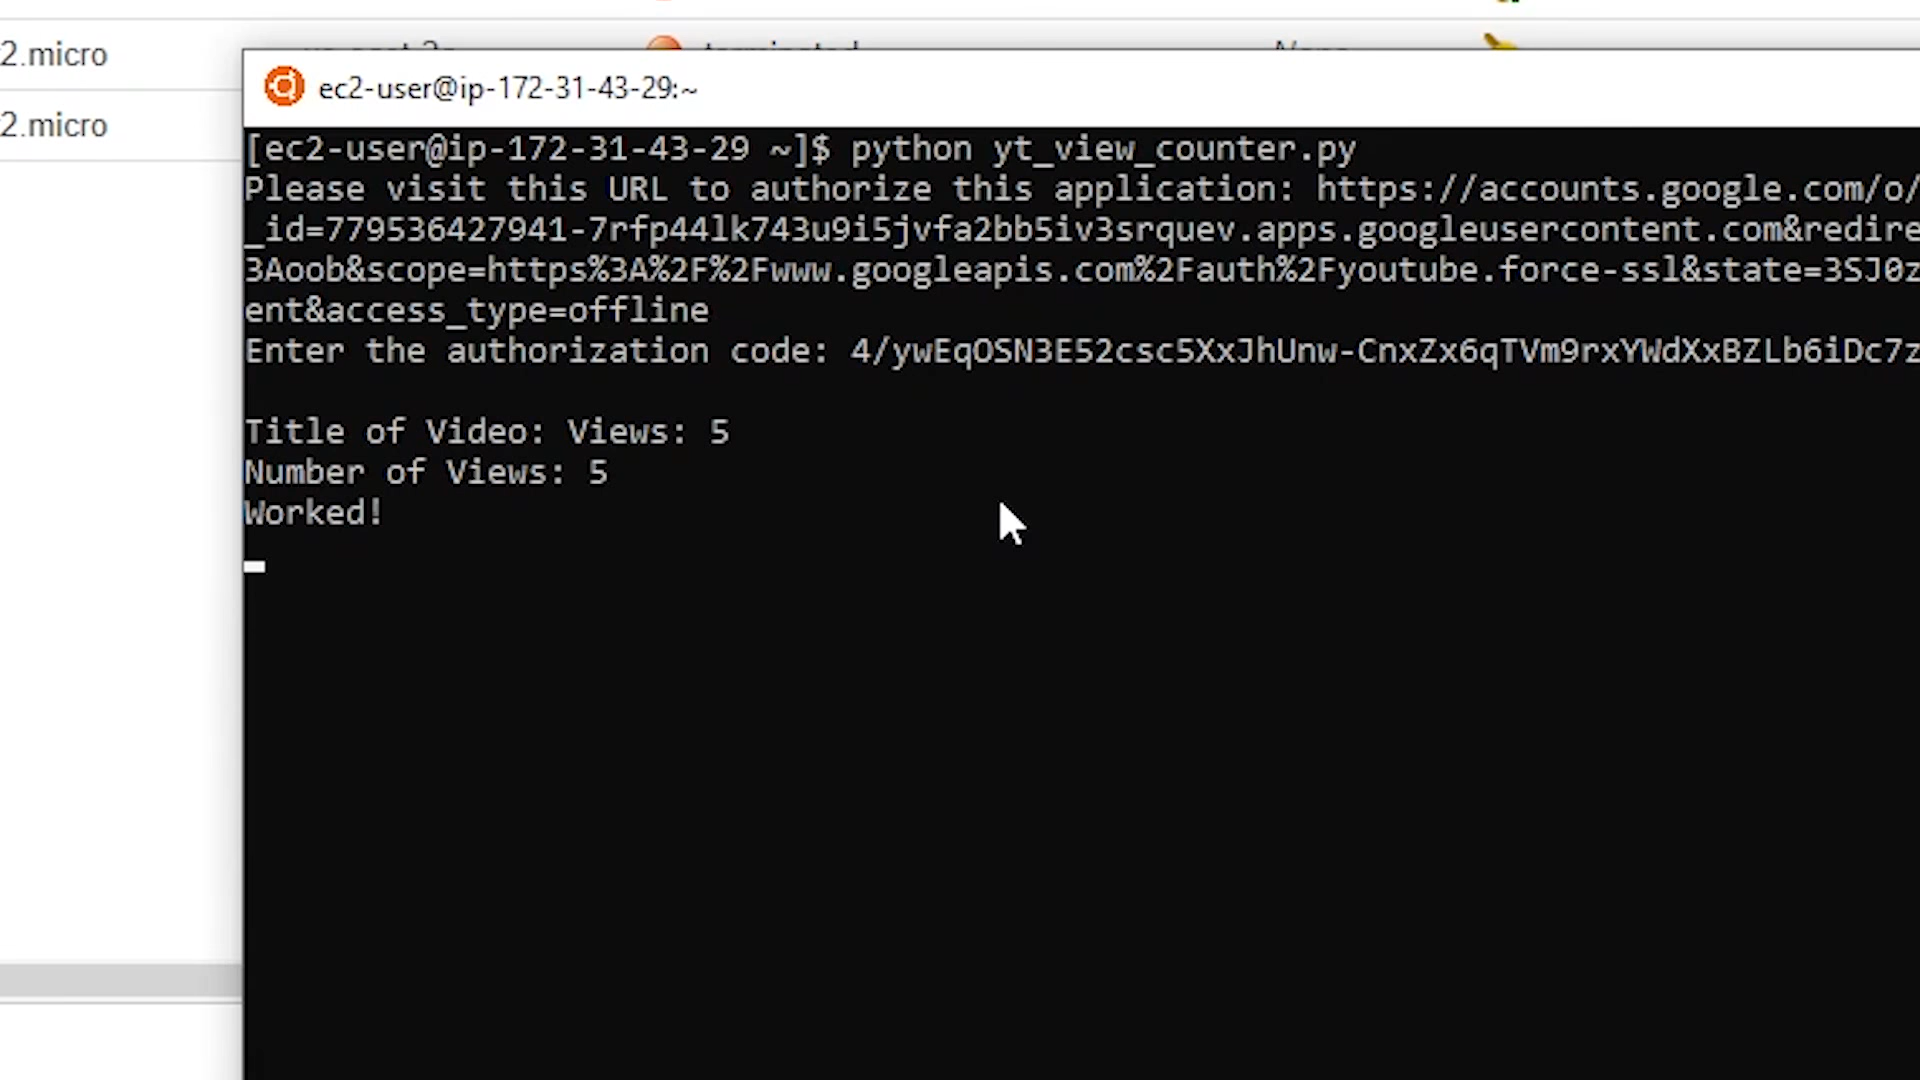 2.micro
2.micro
ec2-user@ip-172-31-43-29:~
[ec2-user@ip-172-31-43-29 ~]$ python yt_view_counter.py
Please visit this URL to authorize this application: https://accounts.google.com/o/
_id=779536427941-7rfp44lk743u9i5jvfa2bb5iv3srquev.apps.googleusercontent.com&redire
3Aoob&scope=https%3A%2F%2Fwww.googleapis.com%2Fauth%2Fyoutube.force-ssl&state=3SJ0z
ent&access_type=offline
Enter the authorization code: 4/ywEqOSN3E52csc5XxJhUnw-CnxZx6qTVm9rxYWdXxBZLb6iDc7z
Title of Video: Views: 5
Number of Views: 5
Worked!